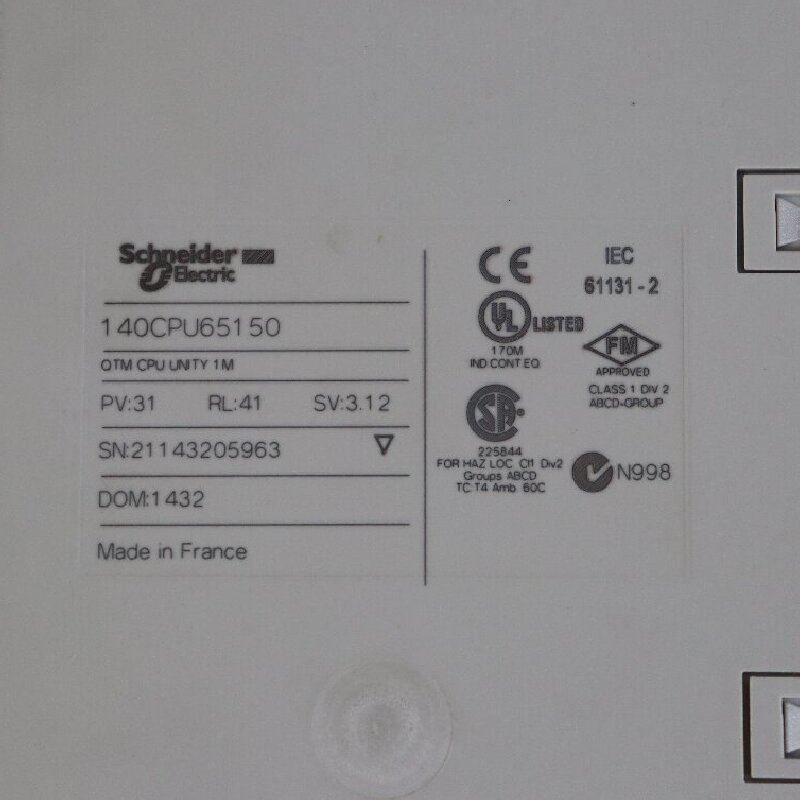 Schneider
Electric
140CPU65150
QTM CPU UNITY 1M
PV:31 RL:41 SV:3.12
SN:21143205963
DOM:1432
Made in France
CE
IEC
61131-2
UL LISTED
170M
IND CONT EQ
FM
APPROVED
CLASS 1 DIV 2
ABCD-GROUP
SA
225844
FOR HAZ LOC Cl1 Div2
Groups ABCD
TC T4 Amb 60C
N998